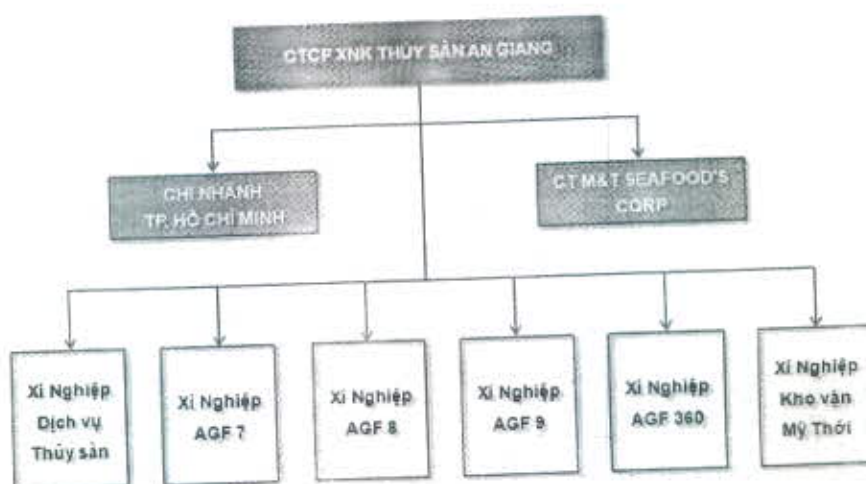 CTCP XNK THỦY SẢN AN GIANG
CHI NHÁNH
TP. HỒ CHÍ MINH
CT M&T SEAFOOD'S
CORP
Xí Nghiệp
Dịch vụ
Thủy sản
Xí Nghiệp
AGF 7
Xí Nghiệp
AGF 8
Xí Nghiệp
AGF 9
Xí Nghiệp
AGF 360
Xí Nghiệp
Kho vận
Mỹ Thới